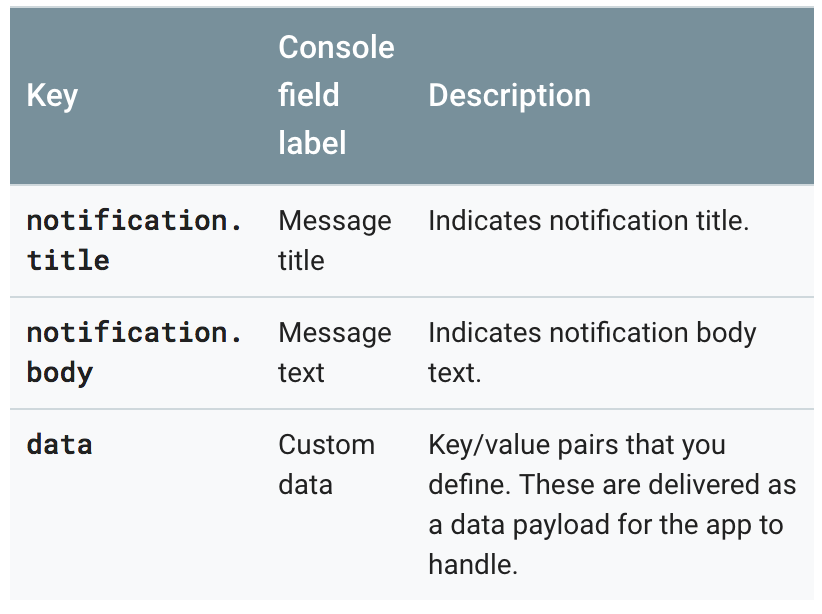 Key
Console
field
label
Description
notification.
title
Message
title
Indicates notification title.
notification.
body
Message
text
Indicates notification body
text.
data
Custom
data
Key/value pairs that you
define. These are delivered as
a data payload for the app to
handle.